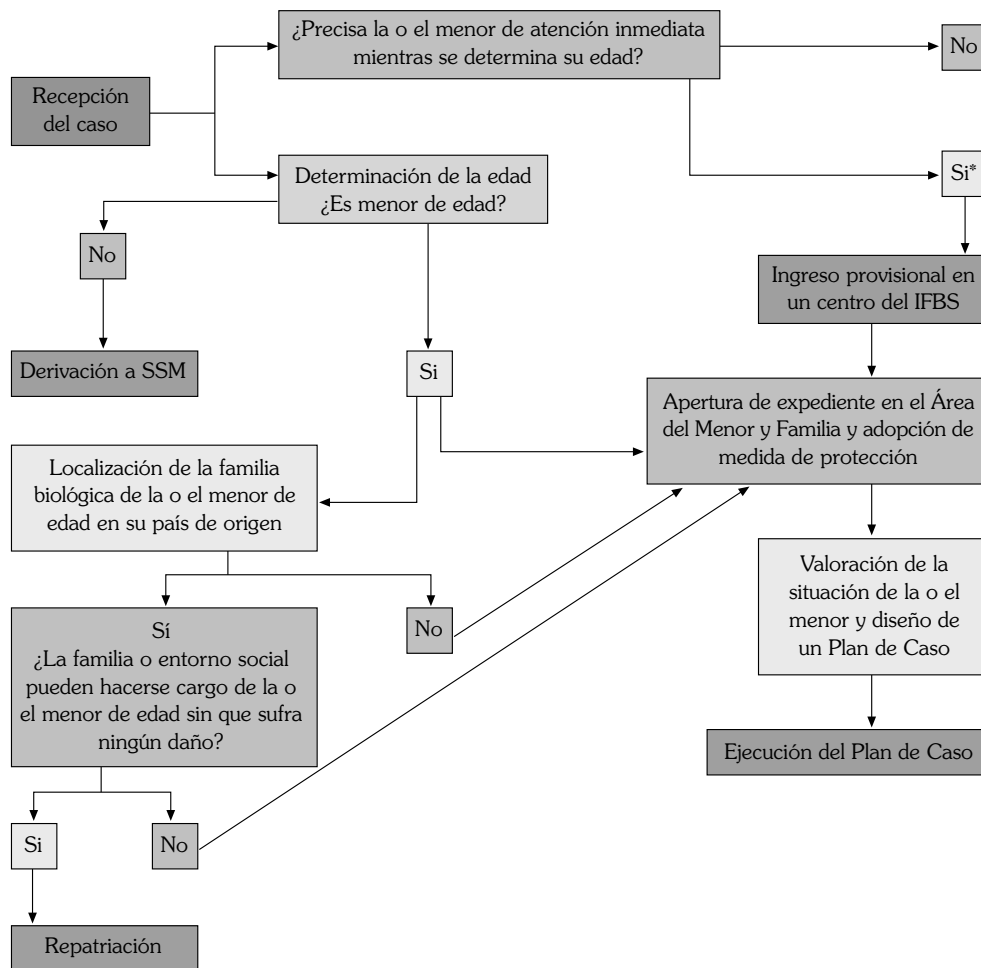 ¿Precisa la o el menor de atención inmediata
mientras se determina su edad?
No
Recepción
del caso
Si*
Determinación de la edad
¿Es menor de edad?
No
Ingreso provisional en
un centro del IFBS
Derivación a SSM
Si
Apertura de expediente en el Área
del Menor y Familia y adopción de
medida de protección
Localización de la familia
biológica de la o el menor de
edad en su país de origen
Valoración de la
situación de la o el
menor y diseño de
un Plan de Caso
No
Sí
¿La familia o entorno social
pueden hacerse cargo de la o
el menor de edad sin que sufra
ningún daño?
Ejecución del Plan de Caso
Si
No
Repatriación